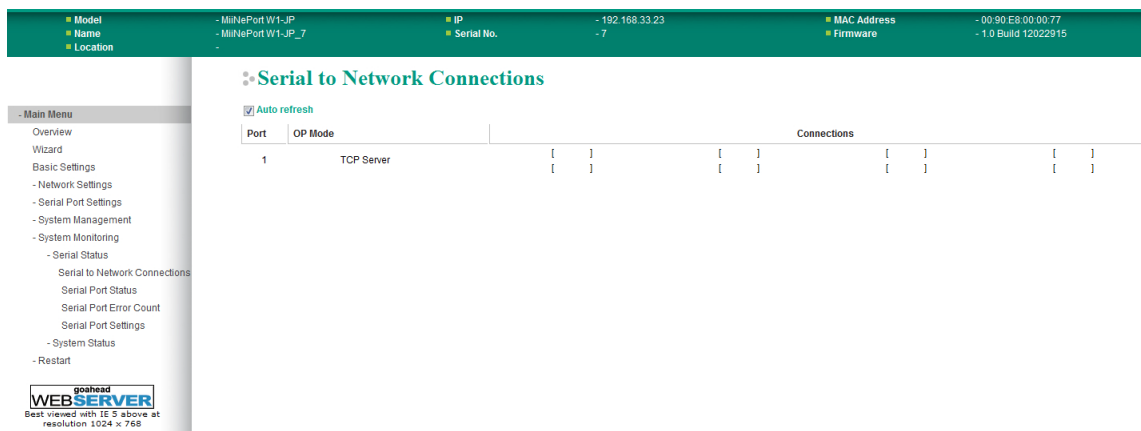 Model - MiiNePort W1-JP IP - 192.168.33.23 MAC Address - 00:90:E8:00:00:77
Name - MiiNePort W1-JP_7 Serial No. - 7 Firmware - 1.0 Build 12022915
Location -
Serial to Network Connections
Auto refresh
Port OP Mode Connections
1 TCP Server [ ] [ ] [ ] [ ]
[ ] [ ] [ ] [ ]
- Main Menu
Overview
Wizard
Basic Settings
- Network Settings
- Serial Port Settings
- System Management
- System Monitoring
- Serial Status
Serial to Network Connections
Serial Port Status
Serial Port Error Count
Serial Port Settings
- System Status
- Restart
goahead
WEBSERVER
Best viewed with IE 5 above at
resolution 1024 x 768